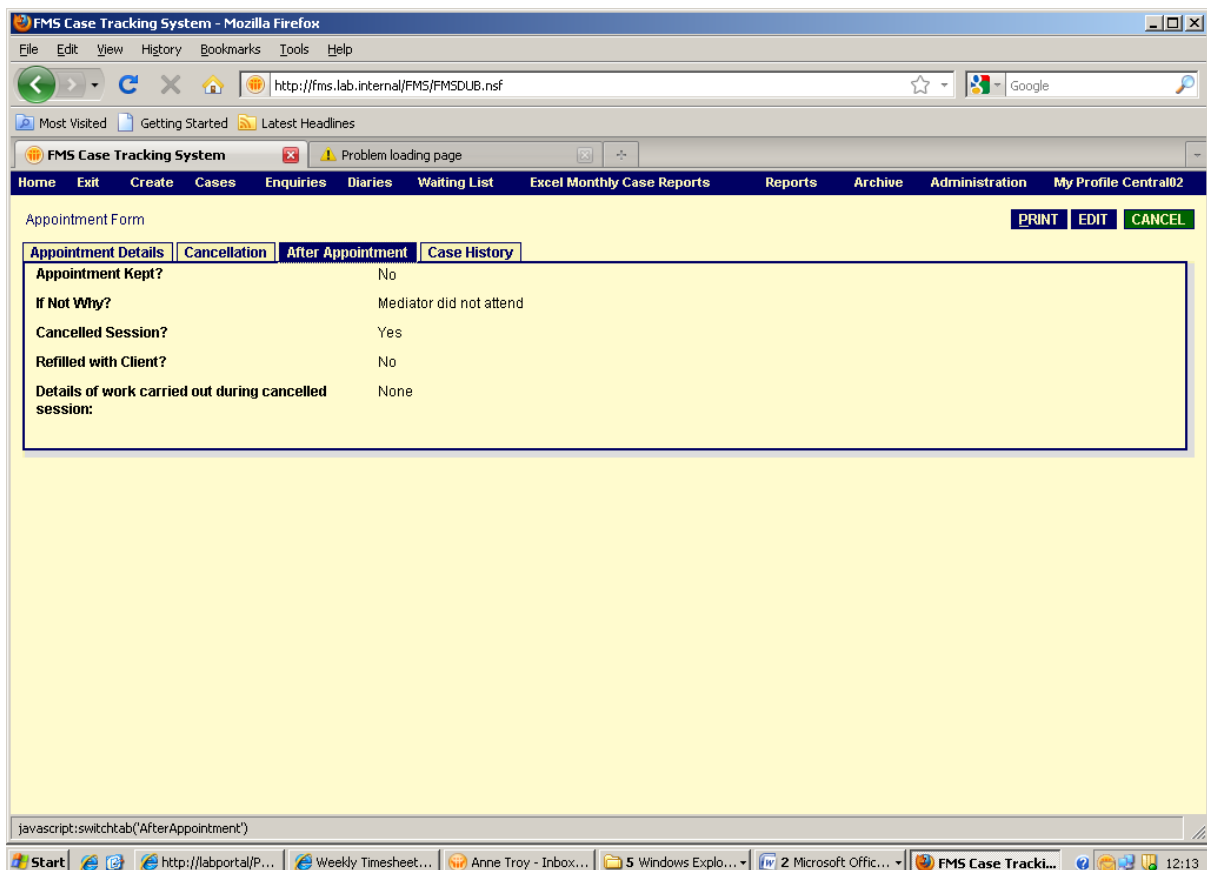 FMS Case Tracking System - Mozilla Firefox
File Edit View History Bookmarks Tools Help
http://fms.lab.internal/FMS/FMSDUB.nsf Google
Most Visited Getting Started Latest Headlines
FMS Case Tracking System Problem loading page
Home Exit Create Cases Enquiries Diaries Waiting List Excel Monthly Case Reports Reports Archive Administration My Profile Central02
Appointment Form PRINT EDIT CANCEL
Appointment Details Cancellation After Appointment Case History
Appointment Kept? No
If Not Why? Mediator did not attend
Cancelled Session? Yes
Refilled with Client? No
Details of work carried out during cancelled None
session:
javascript:switchtab('AfterAppointment')
Start http://labportal/P... Weekly Timesheet... Anne Troy - Inbox... 5 Windows Explo... 2 Microsoft Offic... FMS Case Tracki... 12:13